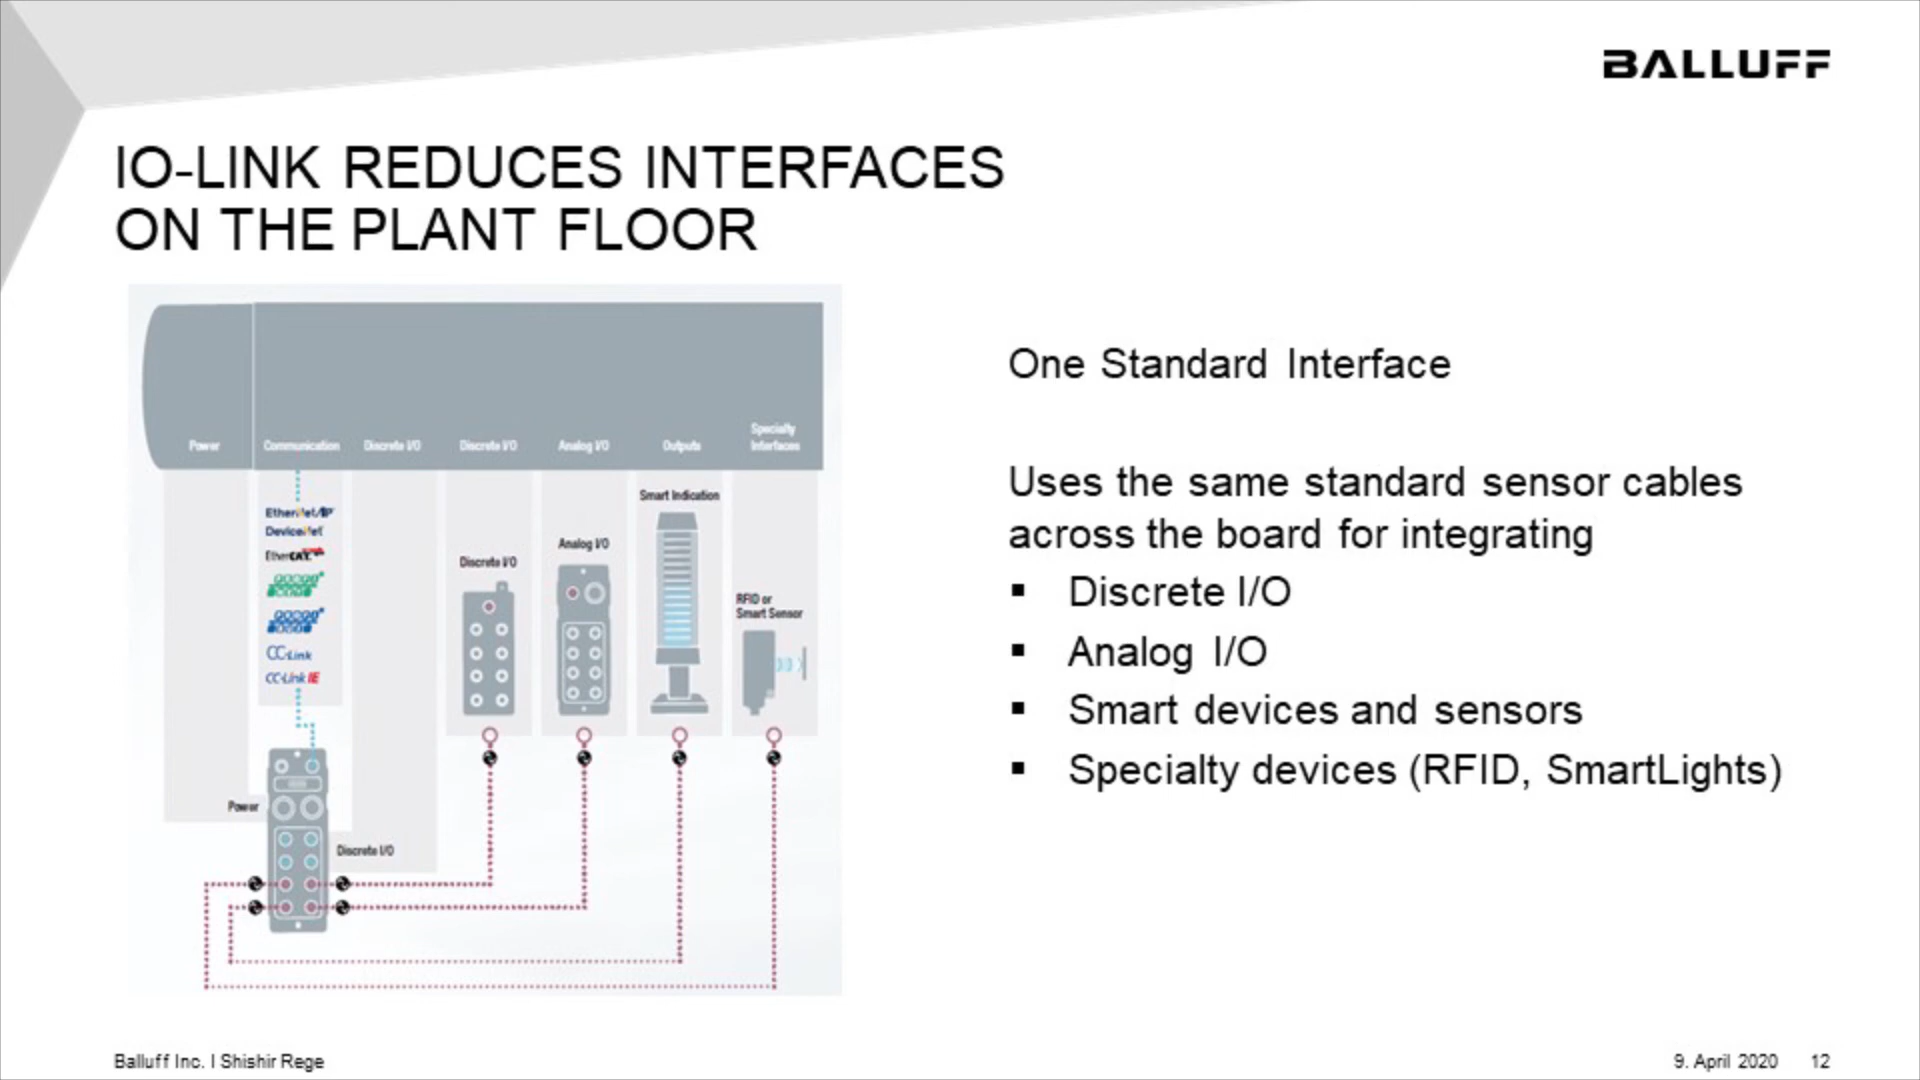 BALLUFF
IO-LINK REDUCES INTERFACES
ON THE PLANT FLOOR
Power
Communication
Discrete I/O
Discrete I/O
Analog I/O
Outputs
Specialty
Interfaces
EtherNet/IP
DeviceNet
EtherCAT
CC-Link
CC-Link IE
Discrete I/O
Analog I/O
Smart Indication
RFID or
Smart Sensor
Power
Discrete I/O
One Standard Interface
Uses the same standard sensor cables
across the board for integrating
▪ Discrete I/O
▪ Analog I/O
▪ Smart devices and sensors
▪ Specialty devices (RFID, SmartLights)
Balluff Inc. I Shishir Rege
9. April 2020
12